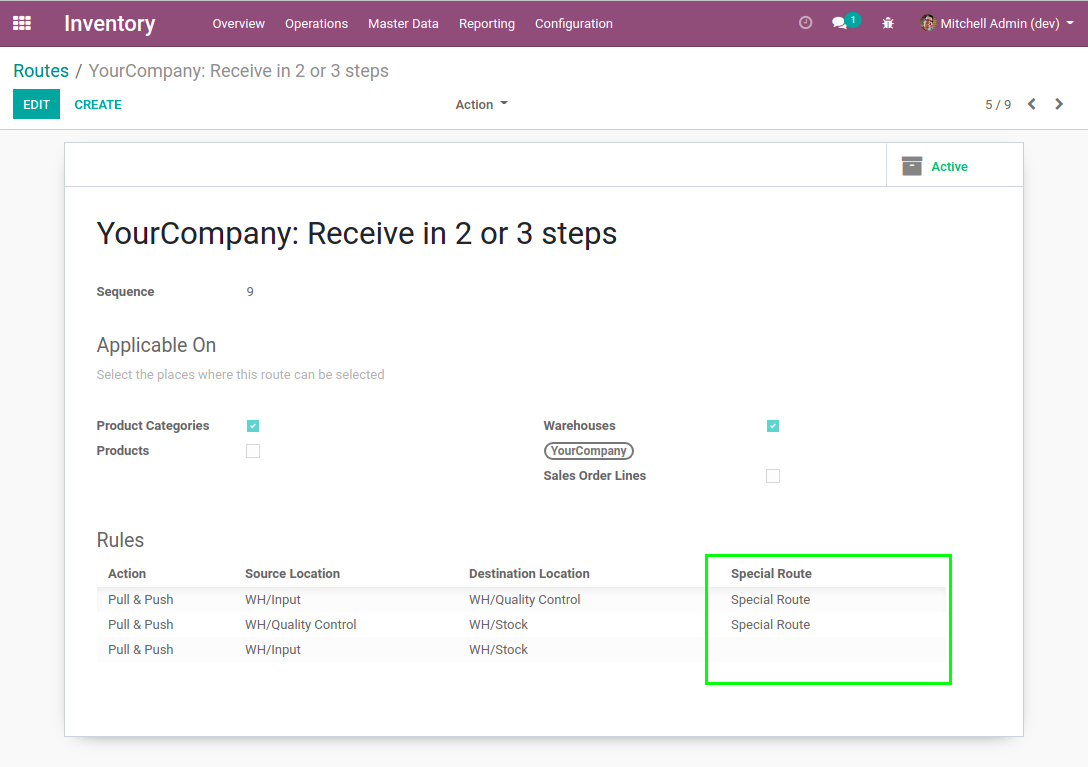 Inventory Overview Operations Master Data Reporting Configuration 1 Mitchell Admin (dev)
Routes / YourCompany: Receive in 2 or 3 steps
EDIT CREATE Action 5 / 9
Active
YourCompany: Receive in 2 or 3 steps
Sequence 9
Applicable On
Select the places where this route can be selected
Product Categories Warehouses
Products YourCompany
Sales Order Lines
Rules
Action Source Location Destination Location Special Route
Pull & Push WH/Input WH/Quality Control Special Route
Pull & Push WH/Quality Control WH/Stock Special Route
Pull & Push WH/Input WH/Stock